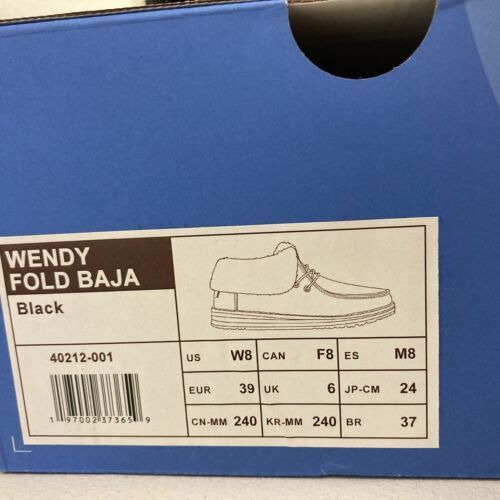 WENDY
FOLD BAJA
Black
40212-001
1 97002 37365 9
US W8 CAN F8 ES M8
EUR 39 UK 6 JP-CM 24
CN-MM 240 KR-MM 240 BR 37